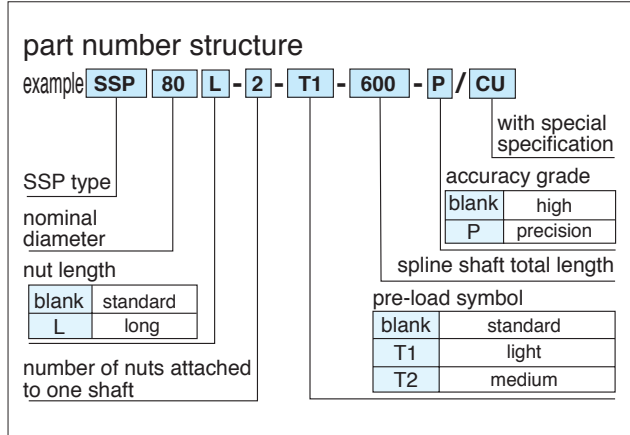 part number structure
example SSP 80 L - 2 - T1 - 600 - P / CU
with special
specification
SSP type
accuracy grade
blank high
P precision
nominal
diameter
spline shaft total length
nut length
blank standard
L long
pre-load symbol
blank standard
T1 light
T2 medium
number of nuts attached
to one shaft